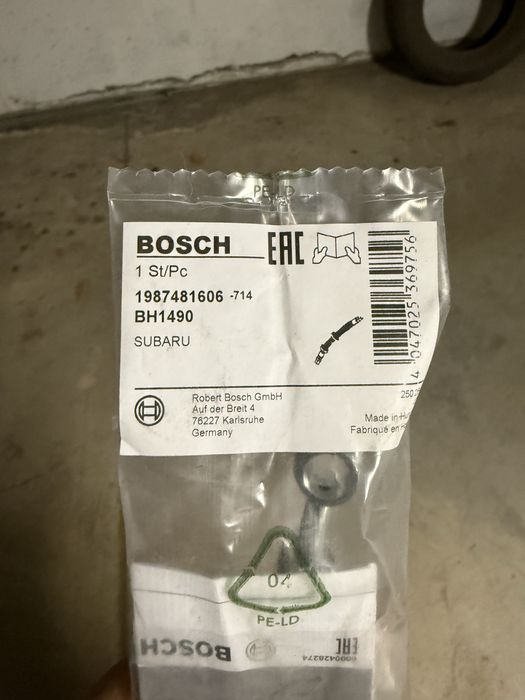 PE-LD
BOSCH EAC
1 St/Pc
1987481606 -714
BH1490
SUBARU
4 047025 369756
Robert Bosch GmbH
Auf der Breit 4
76227 Karlsruhe
Germany
Made in
Fabriqué en
04
PE-LD
BOSCH
EAC